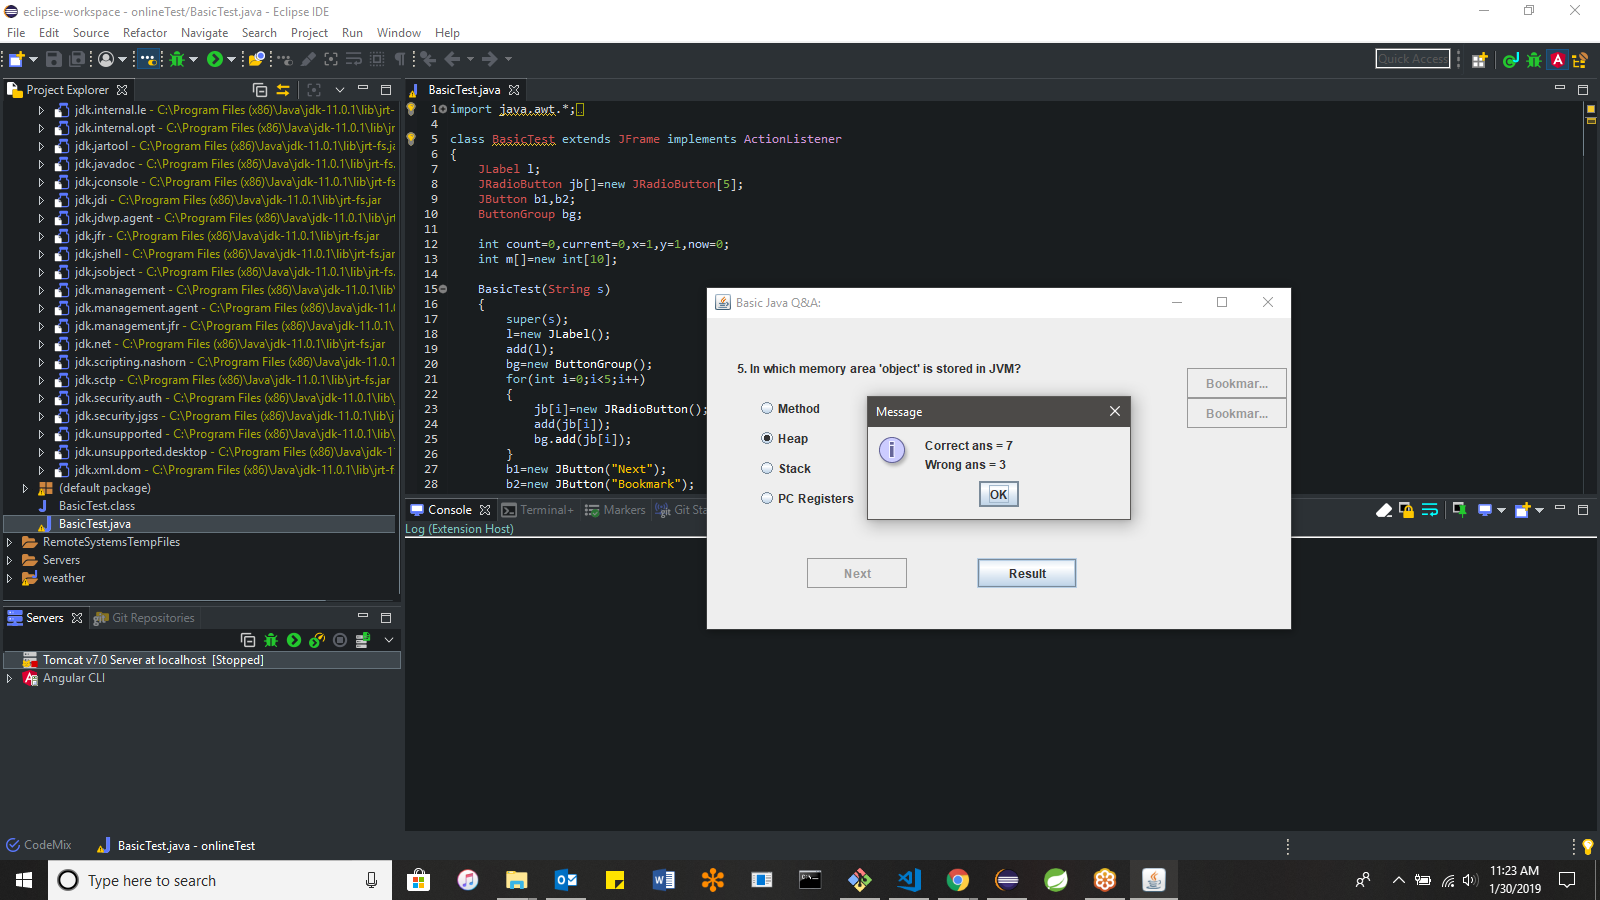 eclipse-workspace - onlineTest/BasicTest.java - Eclipse IDE
File Edit Source Refactor Navigate Search Project Run Window Help
Quick Access
Project Explorer
jdk.internal.le - C:\Program Files (x86)\Java\jdk-11.0.1\lib\jrt-
jdk.internal.opt - C:\Program Files (x86)\Java\jdk-11.0.1\lib\jr
jdk.jartool - C:\Program Files (x86)\Java\jdk-11.0.1\lib\jrt-fs.ja
jdk.javadoc - C:\Program Files (x86)\Java\jdk-11.0.1\lib\jrt-fs.
jdk.jconsole - C:\Program Files (x86)\Java\jdk-11.0.1\lib\jrt-fs
jdk.jdi - C:\Program Files (x86)\Java\jdk-11.0.1\lib\jrt-fs.jar
jdk.jdwp.agent - C:\Program Files (x86)\Java\jdk-11.0.1\lib\jrt
jdk.jfr - C:\Program Files (x86)\Java\jdk-11.0.1\lib\jrt-fs.jar
jdk.jshell - C:\Program Files (x86)\Java\jdk-11.0.1\lib\jrt-fs.jar
jdk.jsobject - C:\Program Files (x86)\Java\jdk-11.0.1\lib\jrt-fs.
jdk.management - C:\Program Files (x86)\Java\jdk-11.0.1\lib\
jdk.management.agent - C:\Program Files (x86)\Java\jdk-11.(
jdk.management.jfr - C:\Program Files (x86)\Java\jdk-11.0.1\
jdk.net - C:\Program Files (x86)\Java\jdk-11.0.1\lib\jrt-fs.jar
jdk.scripting.nashorn - C:\Program Files (x86)\Java\jdk-11.0.1
jdk.sctp - C:\Program Files (x86)\Java\jdk-11.0.1\lib\jrt-fs.jar
jdk.security.auth - C:\Program Files (x86)\Java\jdk-11.0.1\lib\
jdk.security.jgss - C:\Program Files (x86)\Java\jdk-11.0.1\lib\j
jdk.unsupported - C:\Program Files (x86)\Java\jdk-11.0.1\lib\
jdk.unsupported.desktop - C:\Program Files (x86)\Java\jdk-1
jdk.xml.dom - C:\Program Files (x86)\Java\jdk-11.0.1\lib\jrt-f
(default package)
BasicTest.class
BasicTest.java
RemoteSystemsTempFiles
Servers
weather
Servers Git Repositories
Tomcat v7.0 Server at localhost [Stopped]
Angular CLI
BasicTest.java
1 import java.awt.*;
4
5 class BasicTest extends JFrame implements ActionListener
6 {
7 JLabel l;
8 JRadioButton jb[]=new JRadioButton[5];
9 JButton b1,b2;
10 ButtonGroup bg;
11
12 int count=0,current=0,x=1,y=1,now=0;
13 int m[]=new int[10];
14
15 BasicTest(String s)
16 {
17 super(s);
18 l=new JLabel();
19 add(l);
20 bg=new ButtonGroup();
21 for(int i=0;i<5;i++)
22 {
23 jb[i]=new JRadioButton();
24 add(jb[i]);
25 bg.add(jb[i]);
26 }
27 b1=new JButton("Next");
28 b2=new JButton("Bookmark");
Console Terminal+ Markers Git Sta
Log (Extension Host)
Basic Java Q&A:
5. In which memory area 'object' is stored in JVM?
Method
Heap
Stack
PC Registers
Bookmar...
Bookmar...
Next
Result
Message
Correct ans = 7
Wrong ans = 3
OK
CodeMix BasicTest.java - onlineTest
Type here to search
11:23 AM
1/30/2019